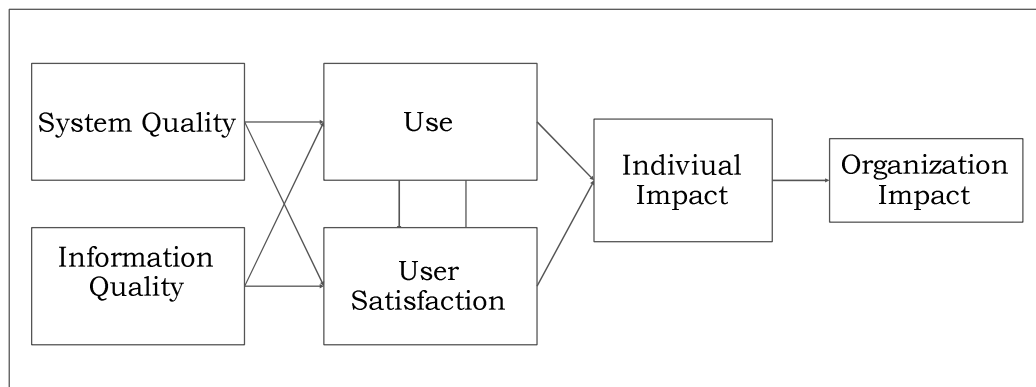 System Quality
Use
Indiviual
Impact
Organization
Impact
Information
Quality
User
Satisfaction